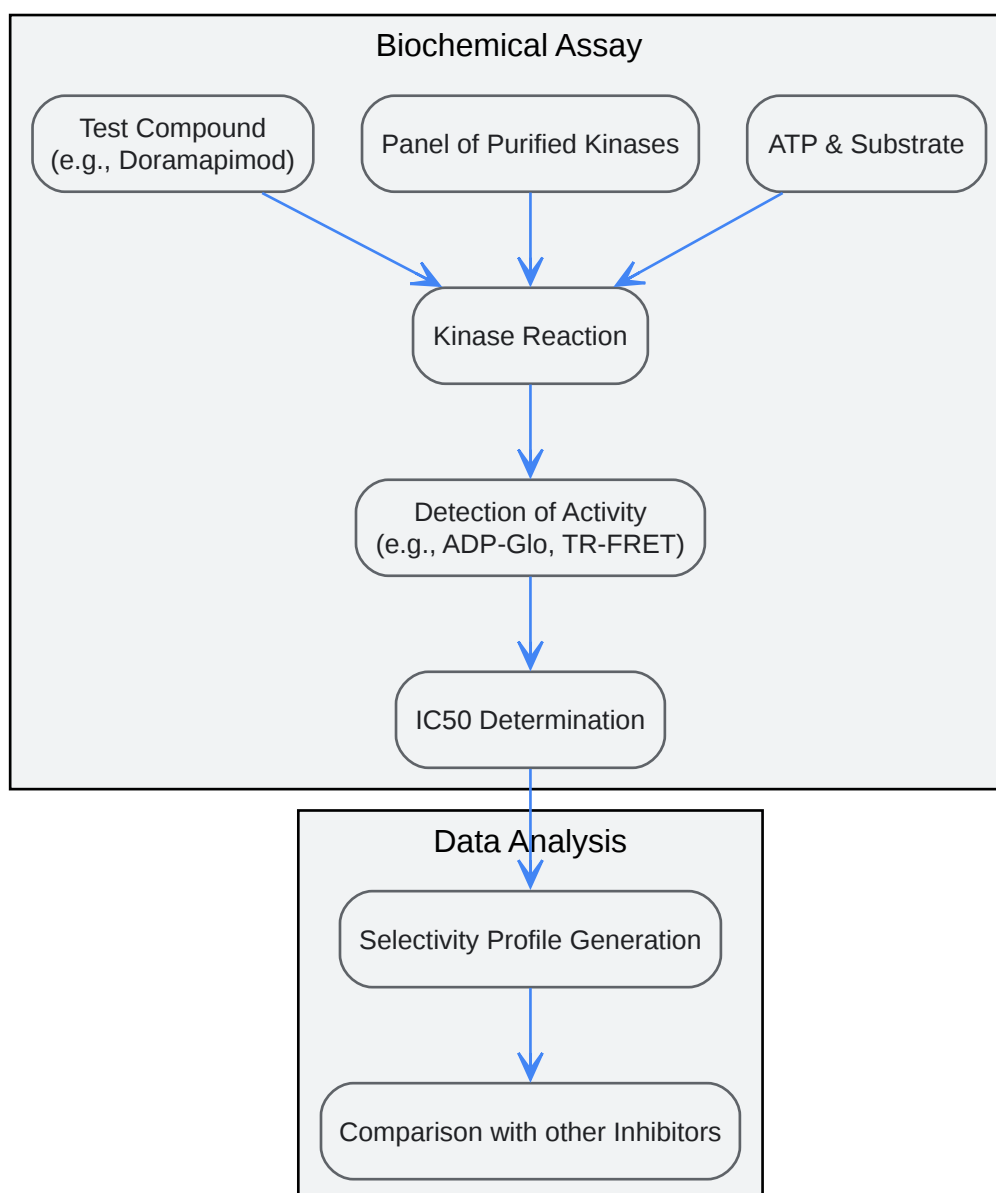 Biochemical Assay
Test Compound
(e.g., Doramapimod)
Panel of Purified Kinases
ATP & Substrate
Kinase Reaction
Detection of Activity
(e.g., ADP-Glo, TR-FRET)
IC50 Determination
Data Analysis
Selectivity Profile Generation
Comparison with other Inhibitors